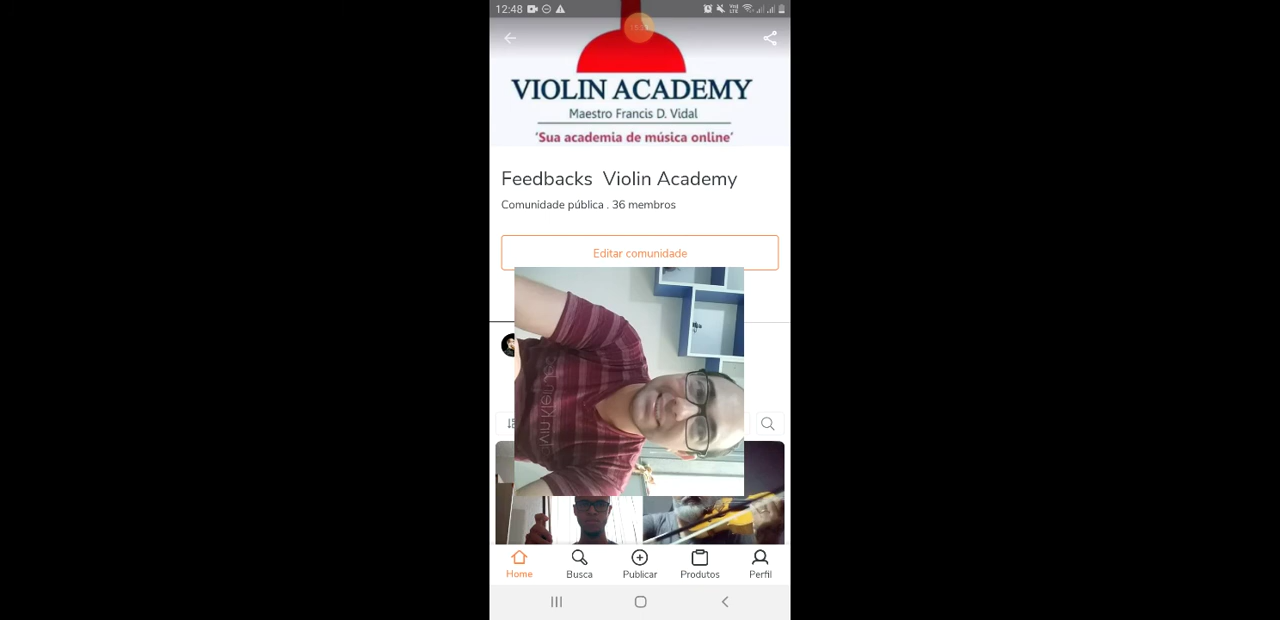 12:48
VIOLIN ACADEMY
Maestro Francis D. Vidal
'Sua academia de música online'
Feedbacks Violin Academy
Comunidade pública . 36 membros
Editar comunidade
Home
Busca
Publicar
Produtos
Perfil